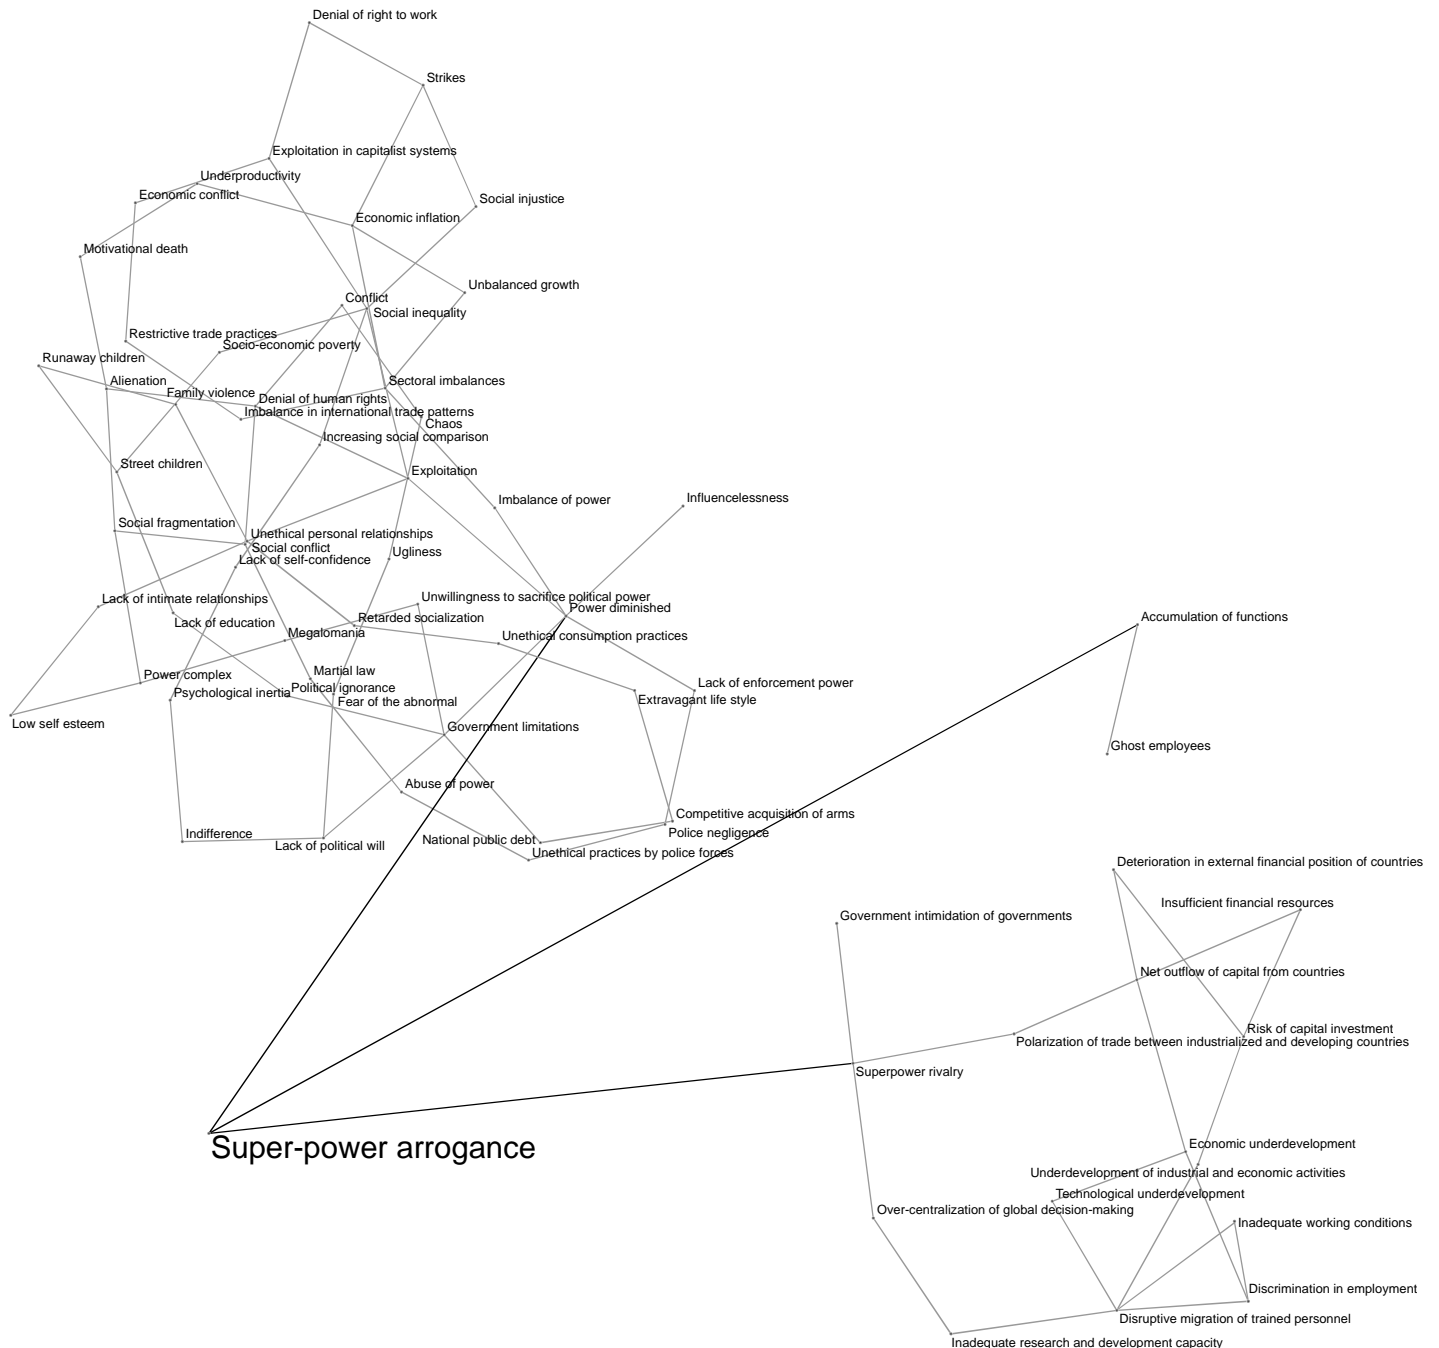 Denial of right to work
Strikes
Exploitation in capitalist systems
Underproductivity
Economic conflict
Social injustice
Economic inflation
Motivational death
Unbalanced growth
Conflict
Social inequality
Restrictive trade practices
Socio-economic poverty
Runaway children
Alienation
Sectoral imbalances
Family violence
Denial of human rights
Imbalance in international trade patterns
Chaos
Increasing social comparison
Street children
Exploitation
Imbalance of power
Influencelessness
Social fragmentation
Unethical personal relationships
Social conflict
Ugliness
Lack of self-confidence
Unwillingness to sacrifice political power
Lack of intimate relationships
Power diminished
Accumulation of functions
Retarded socialization
Lack of education
Megalomania
Unethical consumption practices
Martial law
Power complex
Lack of enforcement power
Political ignorance
Psychological inertia
Fear of the abnormal
Extravagant life style
Low self esteem
Government limitations
Ghost employees
Abuse of power
Competitive acquisition of arms
Police negligence
Indifference
National public debt
Lack of political will
Unethical practices by police forces
Deterioration in external financial position of countries
Insufficient financial resources
Government intimidation of governments
Net outflow of capital from countries
Risk of capital investment
Polarization of trade between industrialized and developing countries
Superpower rivalry
Super-power arrogance
Economic underdevelopment
Underdevelopment of industrial and economic activities
Technological underdevelopment
Over-centralization of global decision-making
Inadequate working conditions
Discrimination in employment
Disruptive migration of trained personnel
Inadequate research and development capacity